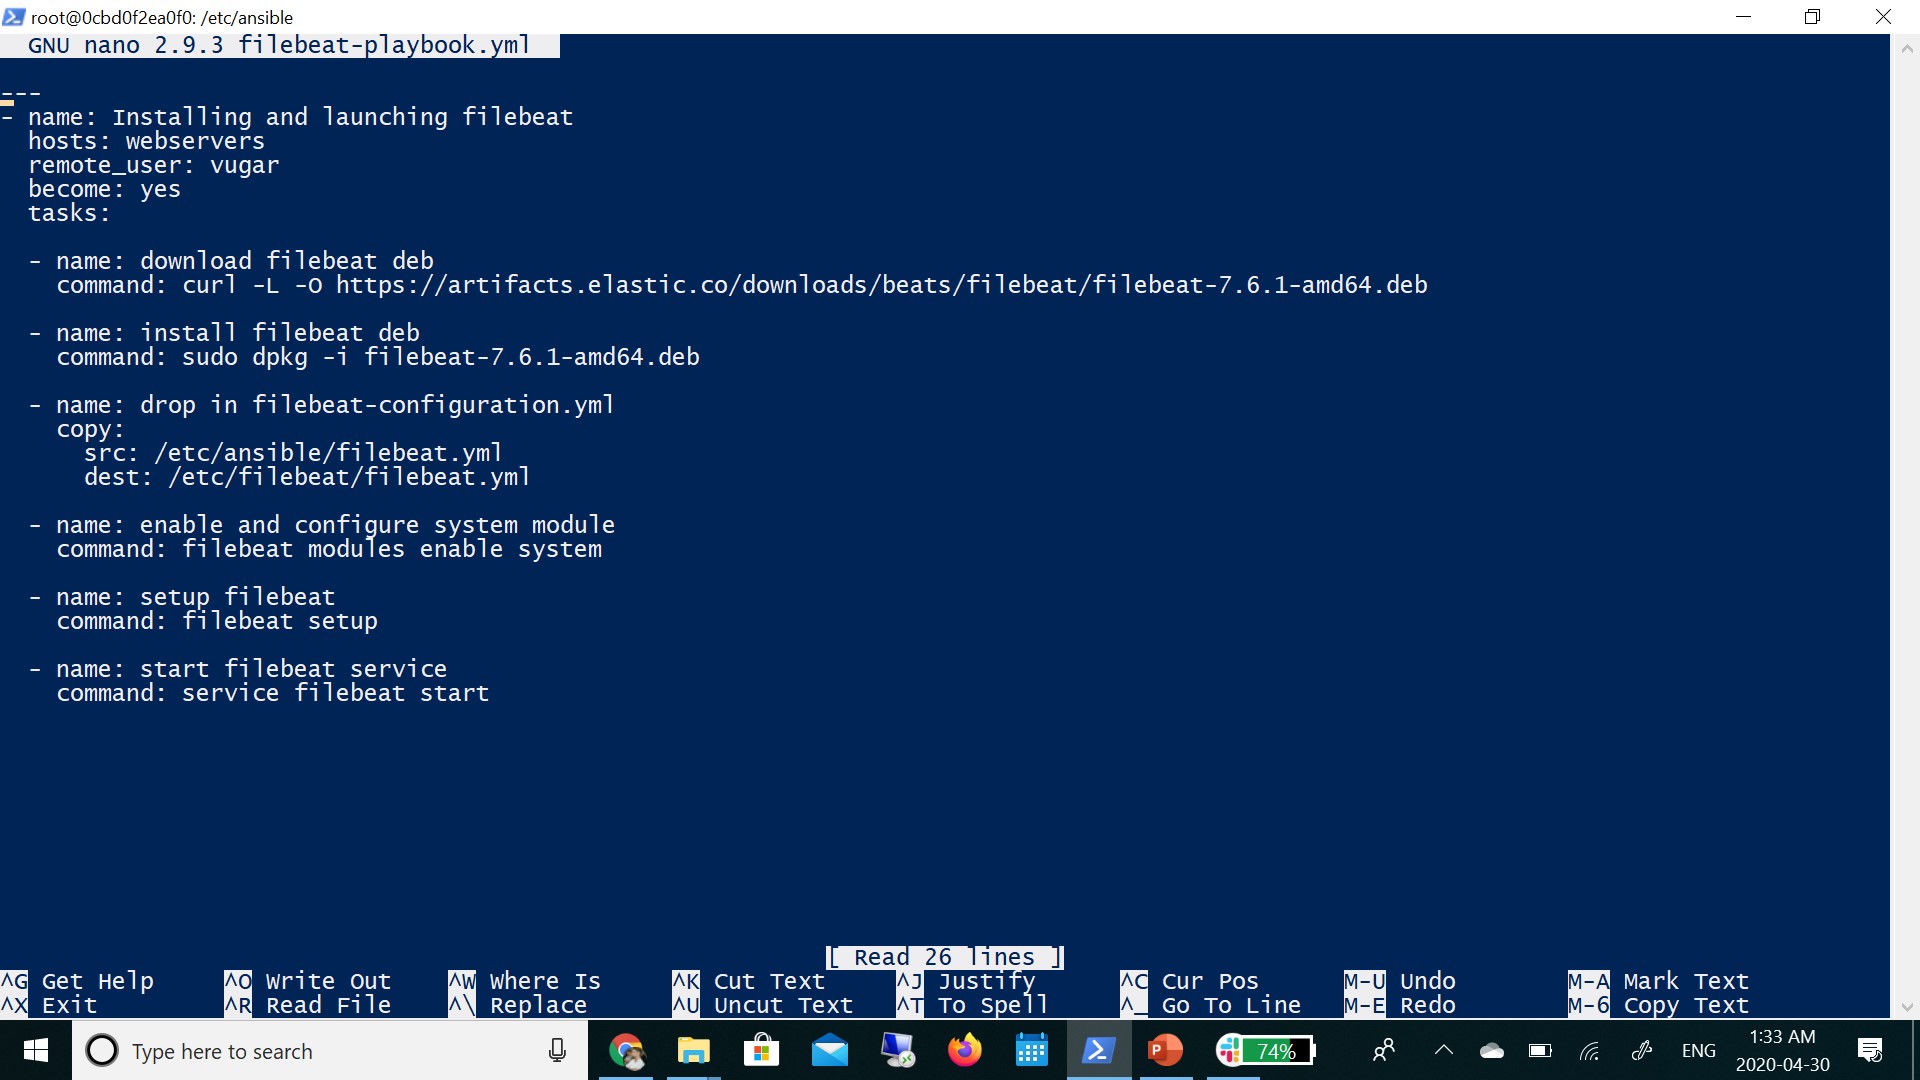 root@0cbd0f2ea0f0: /etc/ansible
GNU nano 2.9.3 filebeat-playbook.yml
---
- name: Installing and launching filebeat
  hosts: webservers
  remote_user: vugar
  become: yes
  tasks:
  - name: download filebeat deb
    command: curl -L -O https://artifacts.elastic.co/downloads/beats/filebeat/filebeat-7.6.1-amd64.deb
  - name: install filebeat deb
    command: sudo dpkg -i filebeat-7.6.1-amd64.deb
  - name: drop in filebeat-configuration.yml
    copy:
      src: /etc/ansible/filebeat.yml
      dest: /etc/filebeat/filebeat.yml
  - name: enable and configure system module
    command: filebeat modules enable system
  - name: setup filebeat
    command: filebeat setup
  - name: start filebeat service
    command: service filebeat start
[ Read 26 lines ]
^G Get Help ^O Write Out ^W Where Is ^K Cut Text ^J Justify ^C Cur Pos M-U Undo M-A Mark Text
^X Exit ^R Read File ^\ Replace ^U Uncut Text ^T To Spell ^_ Go To Line M-E Redo M-6 Copy Text
Type here to search 74% ENG 1:33 AM
2020-04-30